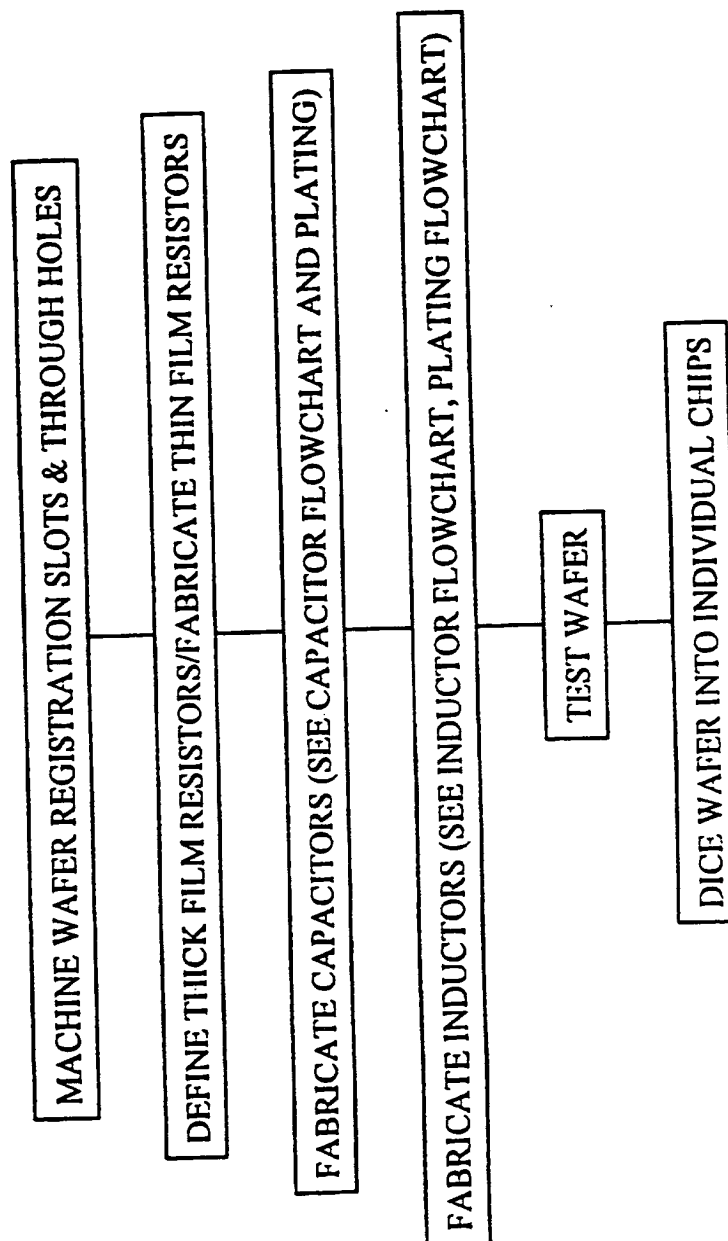 MACHINE WAFER REGISTRATION SLOTS & THROUGH HOLES
DEFINE THICK FILM RESISTORS/FABRICATE THIN FILM RESISTORS
FABRICATE CAPACITORS (SEE CAPACITOR FLOWCHART AND PLATING)
FABRICATE INDUCTORS (SEE INDUCTOR FLOWCHART, PLATING FLOWCHART)
TEST WAFER
DICE WAFER INTO INDIVIDUAL CHIPS